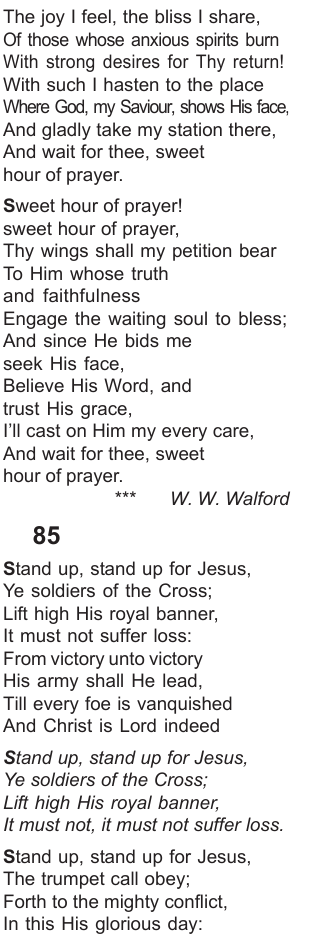 The joy I feel, the bliss I share,
Of those whose anxious spirits burn
With strong desires for Thy return!
With such I hasten to the place
Where God, my Saviour, shows His face,
And gladly take my station there,
And wait for thee, sweet
hour of prayer.
Sweet hour of prayer!
sweet hour of prayer,
Thy wings shall my petition bear
To Him whose truth
and faithfulness
Engage the waiting soul to bless;
And since He bids me
seek His face,
Believe His Word, and
trust His grace,
I'll cast on Him my every care,
And wait for thee, sweet
hour of prayer.
*** W. W. Walford
85
Stand up, stand up for Jesus,
Ye soldiers of the Cross;
Lift high His royal banner,
It must not suffer loss:
From victory unto victory
His army shall He lead,
Till every foe is vanquished
And Christ is Lord indeed
Stand up, stand up for Jesus,
Ye soldiers of the Cross;
Lift high His royal banner,
It must not, it must not suffer loss.
Stand up, stand up for Jesus,
The trumpet call obey;
Forth to the mighty conflict,
In this His glorious day: